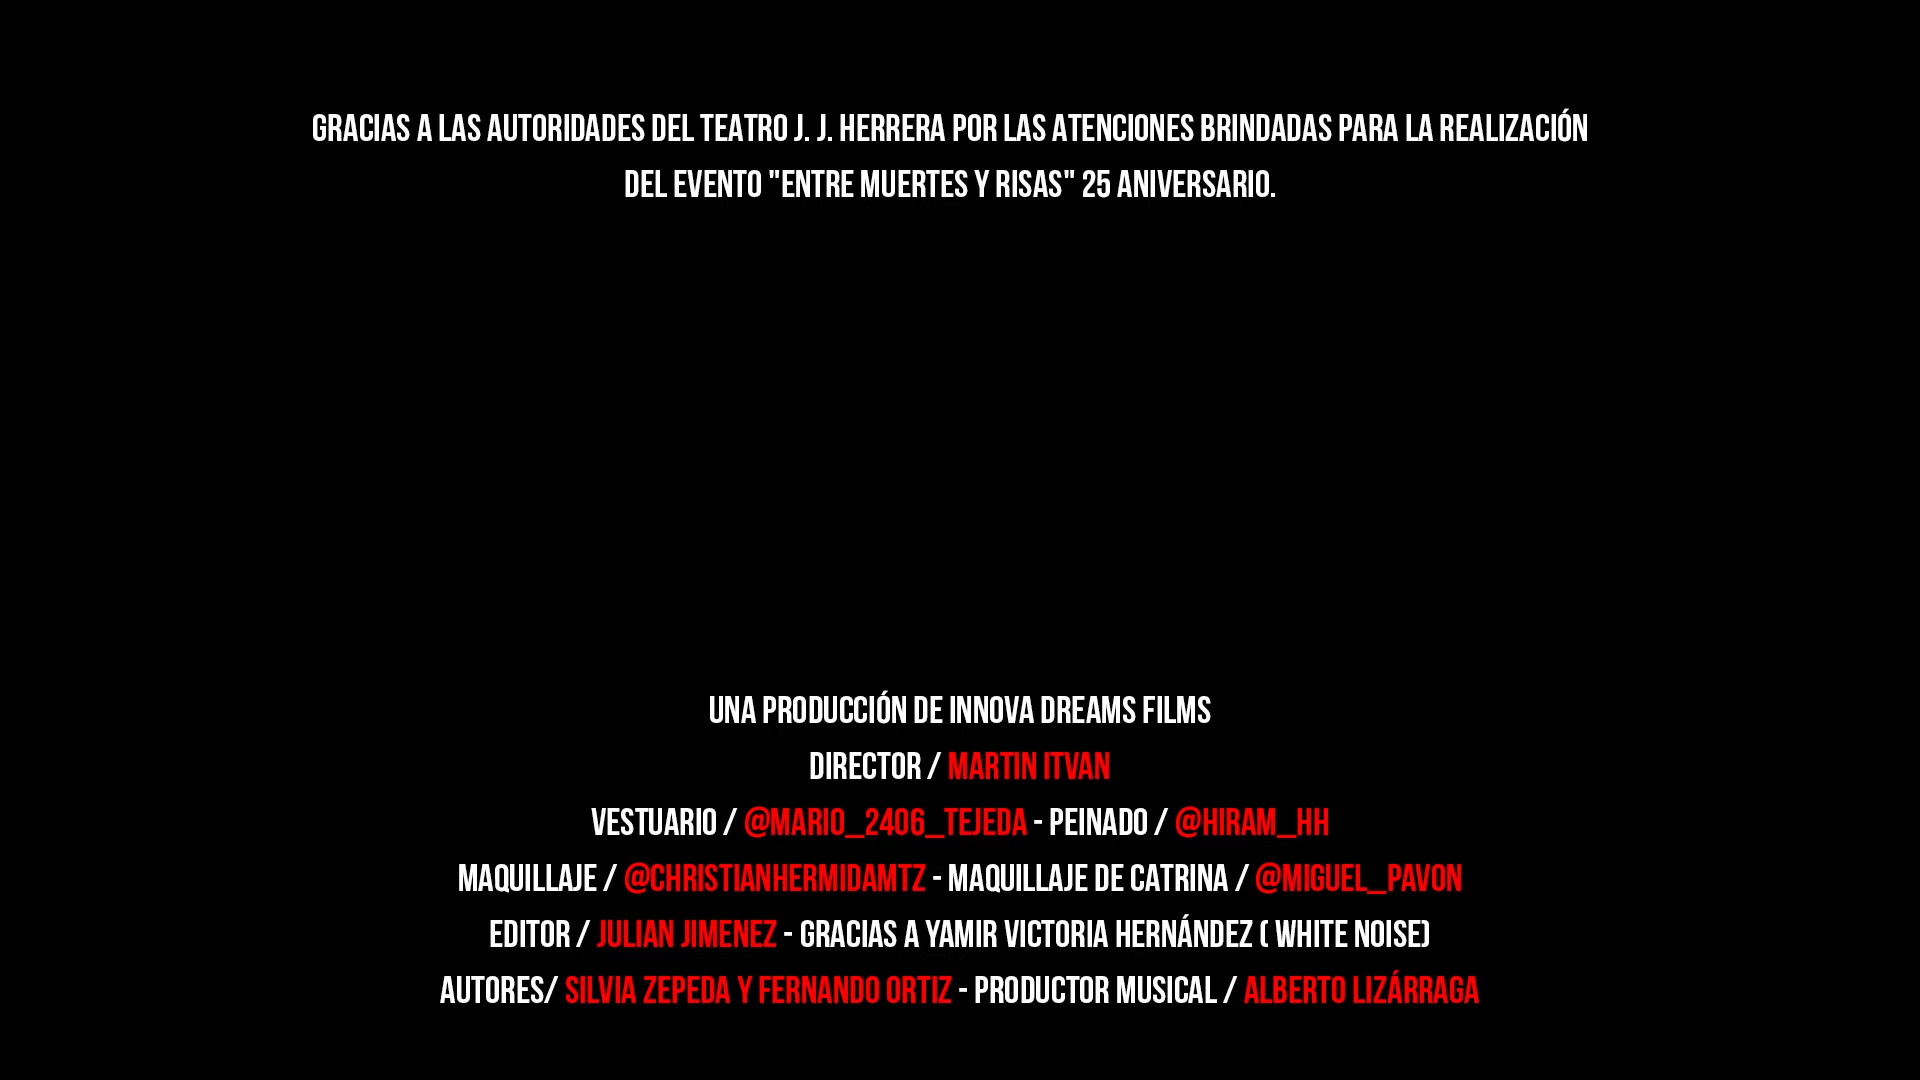 GRACIAS A LAS AUTORIDADES DEL TEATRO J. J. HERRERA POR LAS ATENCIONES BRINDADAS PARA LA REALIZACIÓN
DEL EVENTO "ENTRE MUERTES Y RISAS" 25 ANIVERSARIO.
UNA PRODUCCIÓN DE INNOVA DREAMS FILMS
DIRECTOR / MARTIN ITVAN
VESTUARIO / @MARIO_2406_TEJEDA - PEINADO / @HIRAM_HH
MAQUILLAJE / @CHRISTIANHERMIDAMTZ - MAQUILLAJE DE CATRINA / @MIGUEL_PAVON
EDITOR / JULIAN JIMENEZ - GRACIAS A YAMIR VICTORIA HERNÁNDEZ ( WHITE NOISE)
AUTORES/ SILVIA ZEPEDA Y FERNANDO ORTIZ - PRODUCTOR MUSICAL / ALBERTO LIZÁRRAGA